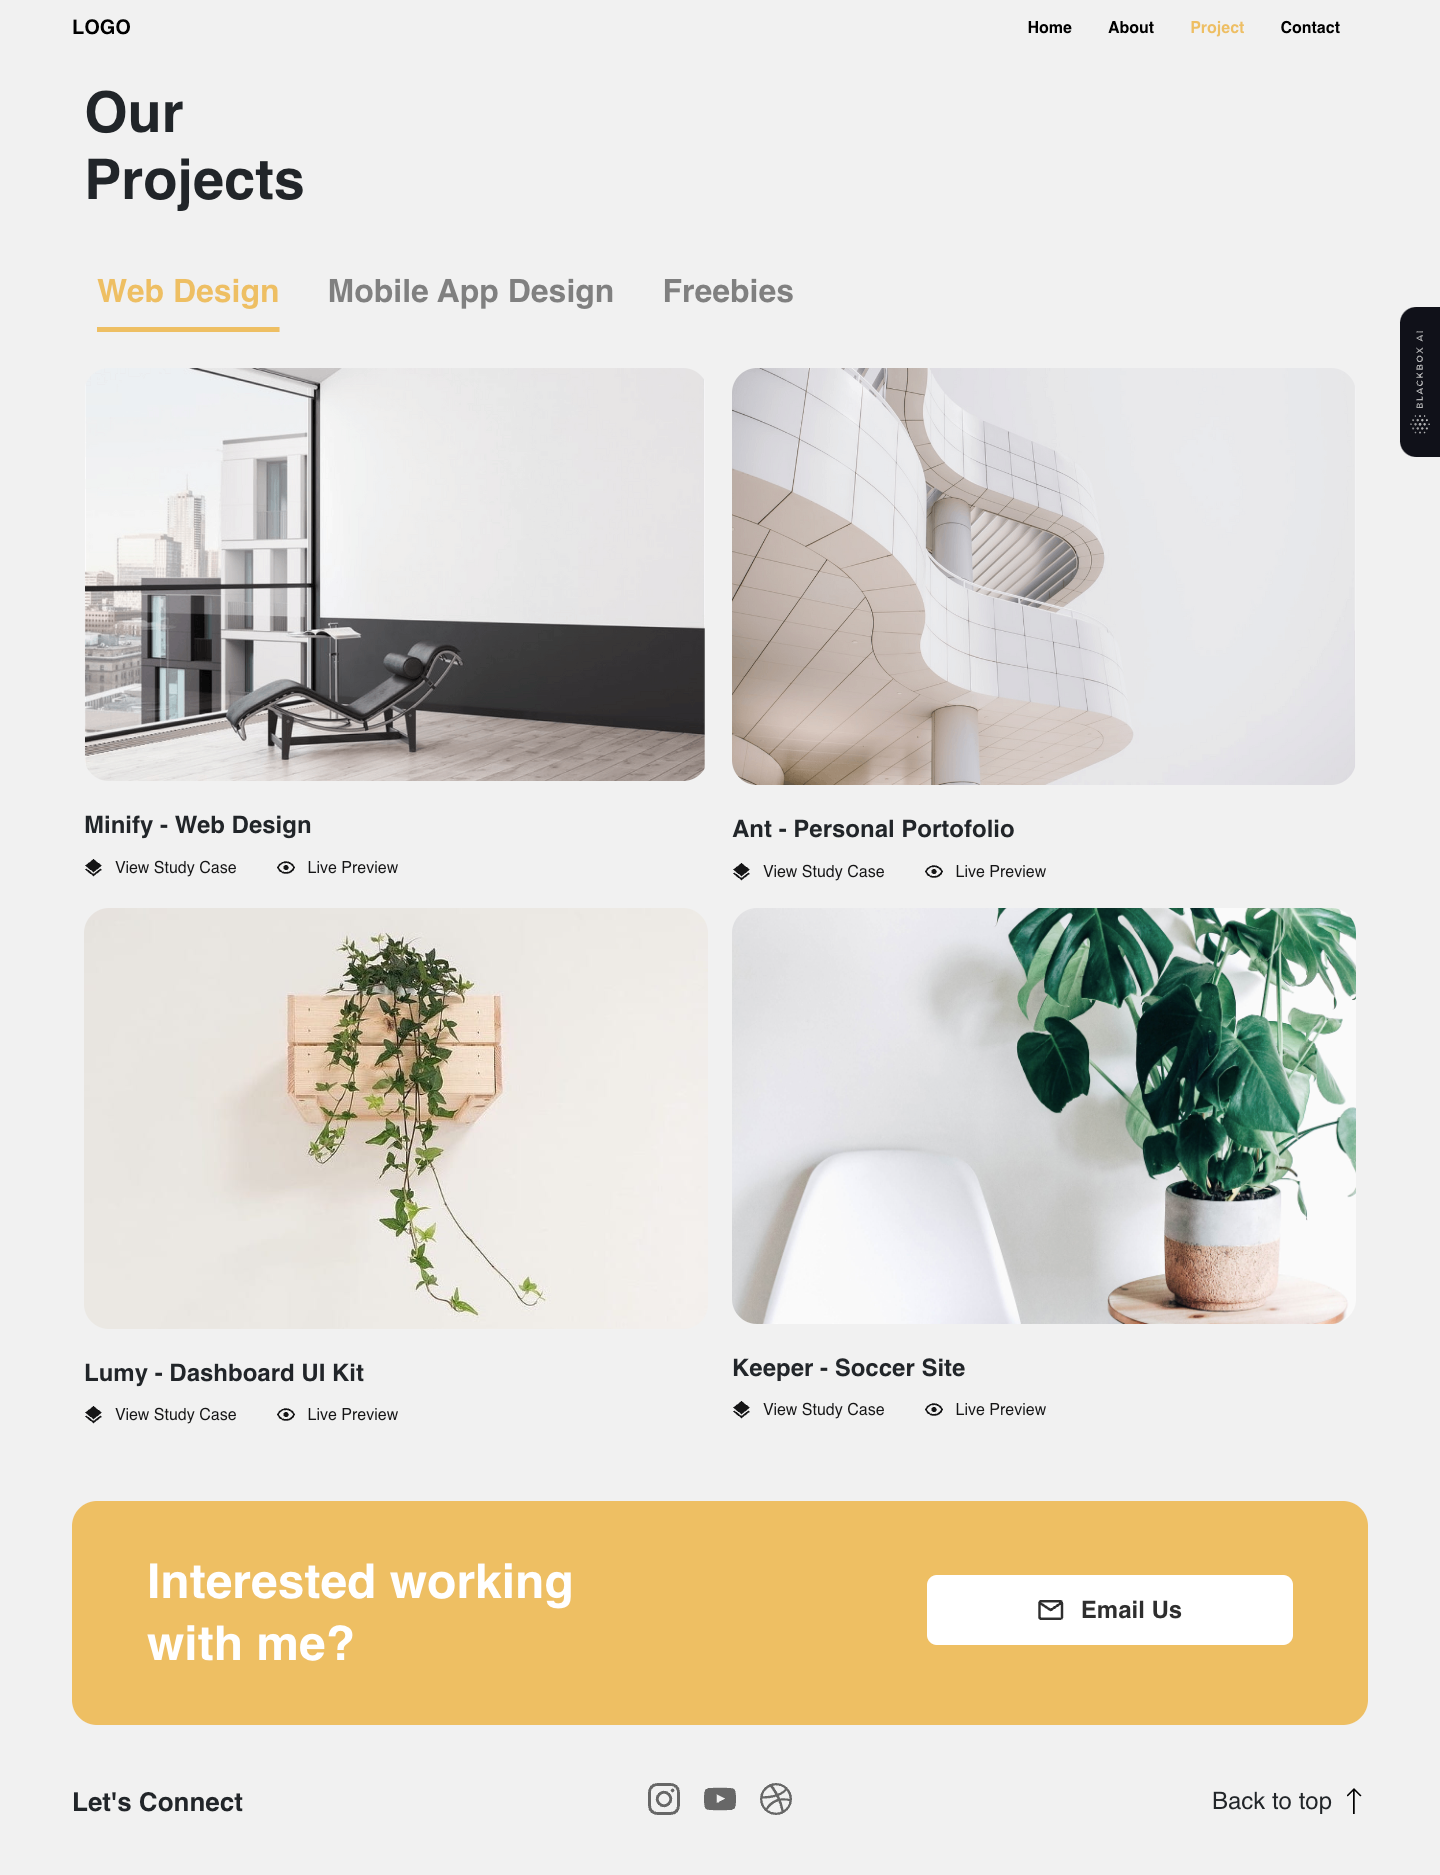 LOGO
Home About Project Contact
Our
Projects
Web Design Mobile App Design Freebies
BLACKBOX AI
Minify - Web Design
View Study Case Live Preview
Ant - Personal Portofolio
View Study Case Live Preview
Lumy - Dashboard UI Kit
View Study Case Live Preview
Keeper - Soccer Site
View Study Case Live Preview
Interested working
with me?
Email Us
Let's Connect
Back to top